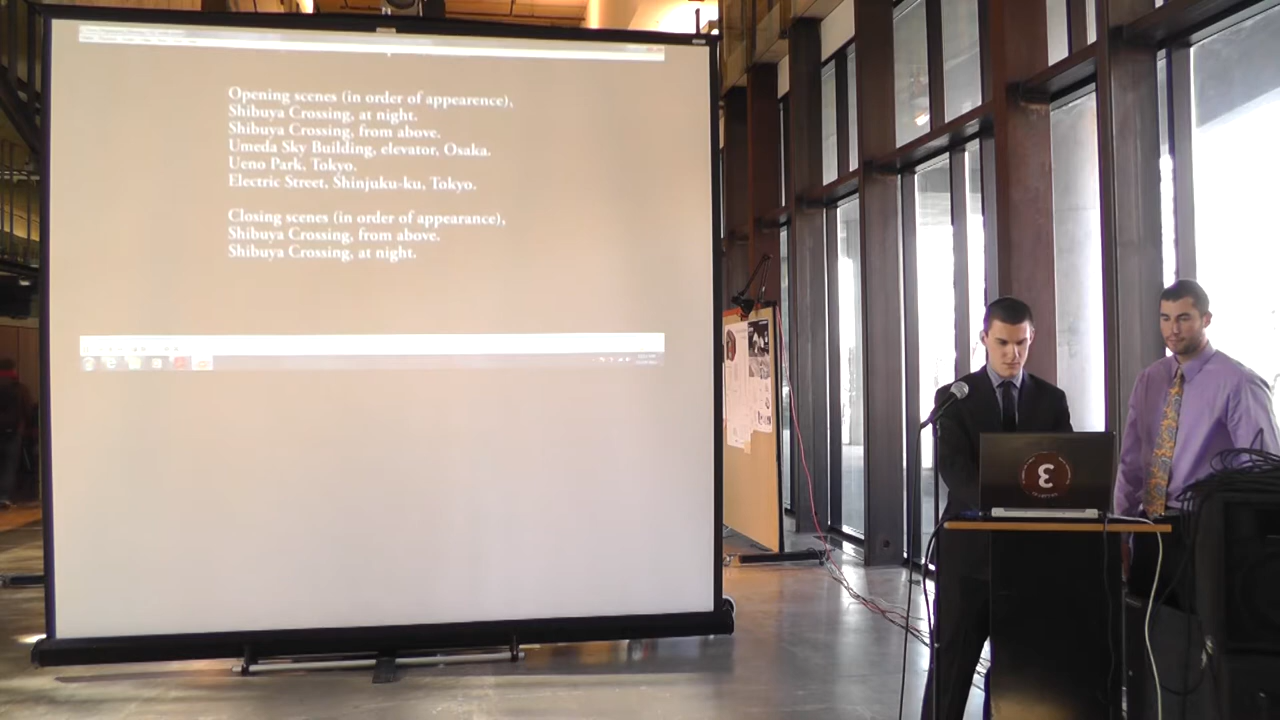 Opening scenes (in order of appearence),
Shibuya Crossing, at night.
Shibuya Crossing, from above.
Umeda Sky Building, elevator, Osaka.
Ueno Park, Tokyo.
Electric Street, Shinjuku-ku, Tokyo.
Closing scenes (in order of appearance),
Shibuya Crossing, from above.
Shibuya Crossing, at night.